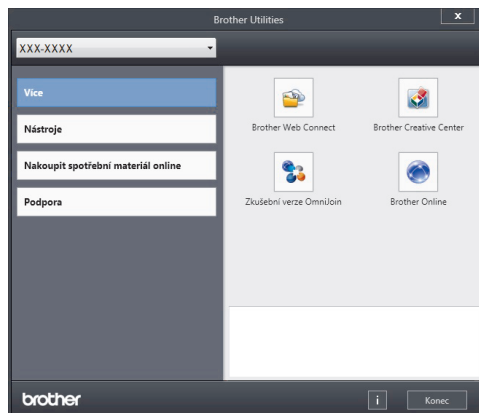 Brother Utilities
X
XXX-XXXX
Více
Nástroje
Nakoupit spotřební materiál online
Podpora
Brother Web Connect
Brother Creative Center
Zkušební verze OmniJoin
Brother Online
brother
i
Konec